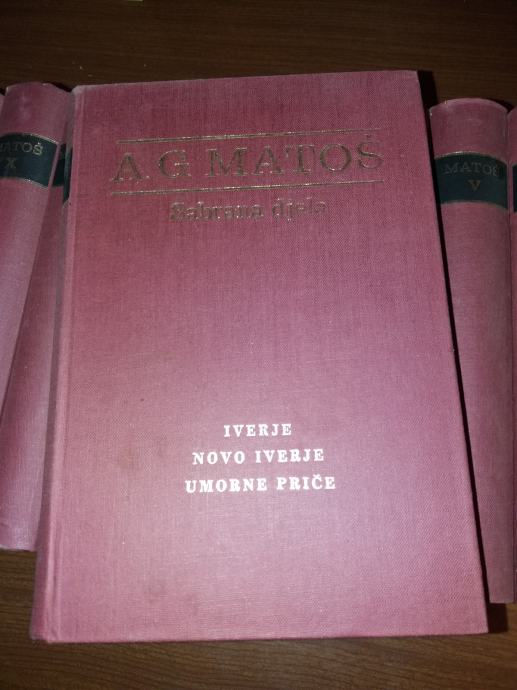 A. G. MATOŠ
Sabrana djela
IVERJE
NOVO IVERJE
UMORNE PRIČE
MATOŠ
X
MATOŠ
V